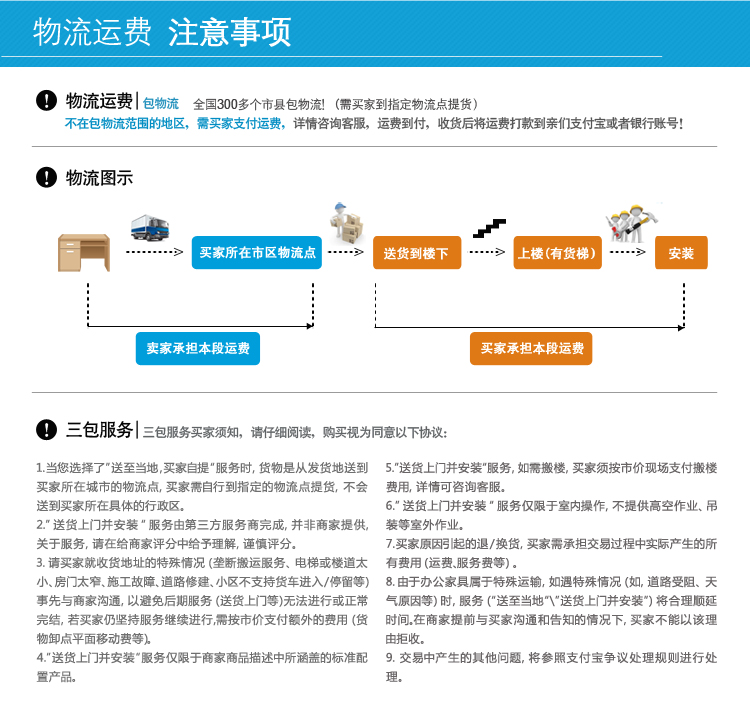 物流运费 注意事项
物流运费 包物流 全国300多个市县包物流!(需买家到指定物流点提货)
不在包物流范围的地区,需买家支付运费,详情咨询客服,运费到付,收货后将运费打款到亲们支付宝或者银行账号!
物流图示
买家所在市区物流点
送货到楼下
上楼(有货梯)
安装
卖家承担本段运费
买家承担本段运费
三包服务 三包服务买家须知,请仔细阅读,购买视为同意以下协议:
1.当您选择了"送至当地,买家自提"服务时,货物是从发货地送到
买家所在城市的物流点,买家需自行到指定的物流点提货,不会
送到买家所在具体的行政区。
2."送货上门并安装"服务由第三方服务商完成,并非商家提供,
关于服务,请在给商家评分中给予理解,谨慎评分。
3.请买家就收货地址的特殊情况(垄断搬运服务、电梯或楼道太
小、房门太窄、施工故障、道路修建、小区不支持货车进入/停留等)
事先与商家沟通,以避免后期服务(送货上门等)无法进行或正常
完结,若买家仍坚持服务继续进行,需按市价支付额外的费用(货
物卸点平面移动费等)。
4."送货上门并安装"服务仅限于商家商品描述中所涵盖的标准配
置产品。
5."送货上门并安装"服务,如需搬楼,买家须按市价现场支付搬楼
费用,详情可咨询客服。
6."送货上门并安装"服务仅限于室内操作,不提供高空作业、吊
装等室外作业。
7.买家原因引起的退/换货,买家需承担交易过程中实际产生的所
有费用(运费、服务费等)。
8.由于办公家具属于特殊运输,如遇特殊情况(如,道路受阻、天
气原因等)时,服务("送至当地"\"送货上门并安装")将合理顺延
时间。在商家提前与买家沟通和告知的情况下,买家不能以该理
由拒收。
9. 交易中产生的其他问题,将参照支付宝争议处理规则进行处
理。